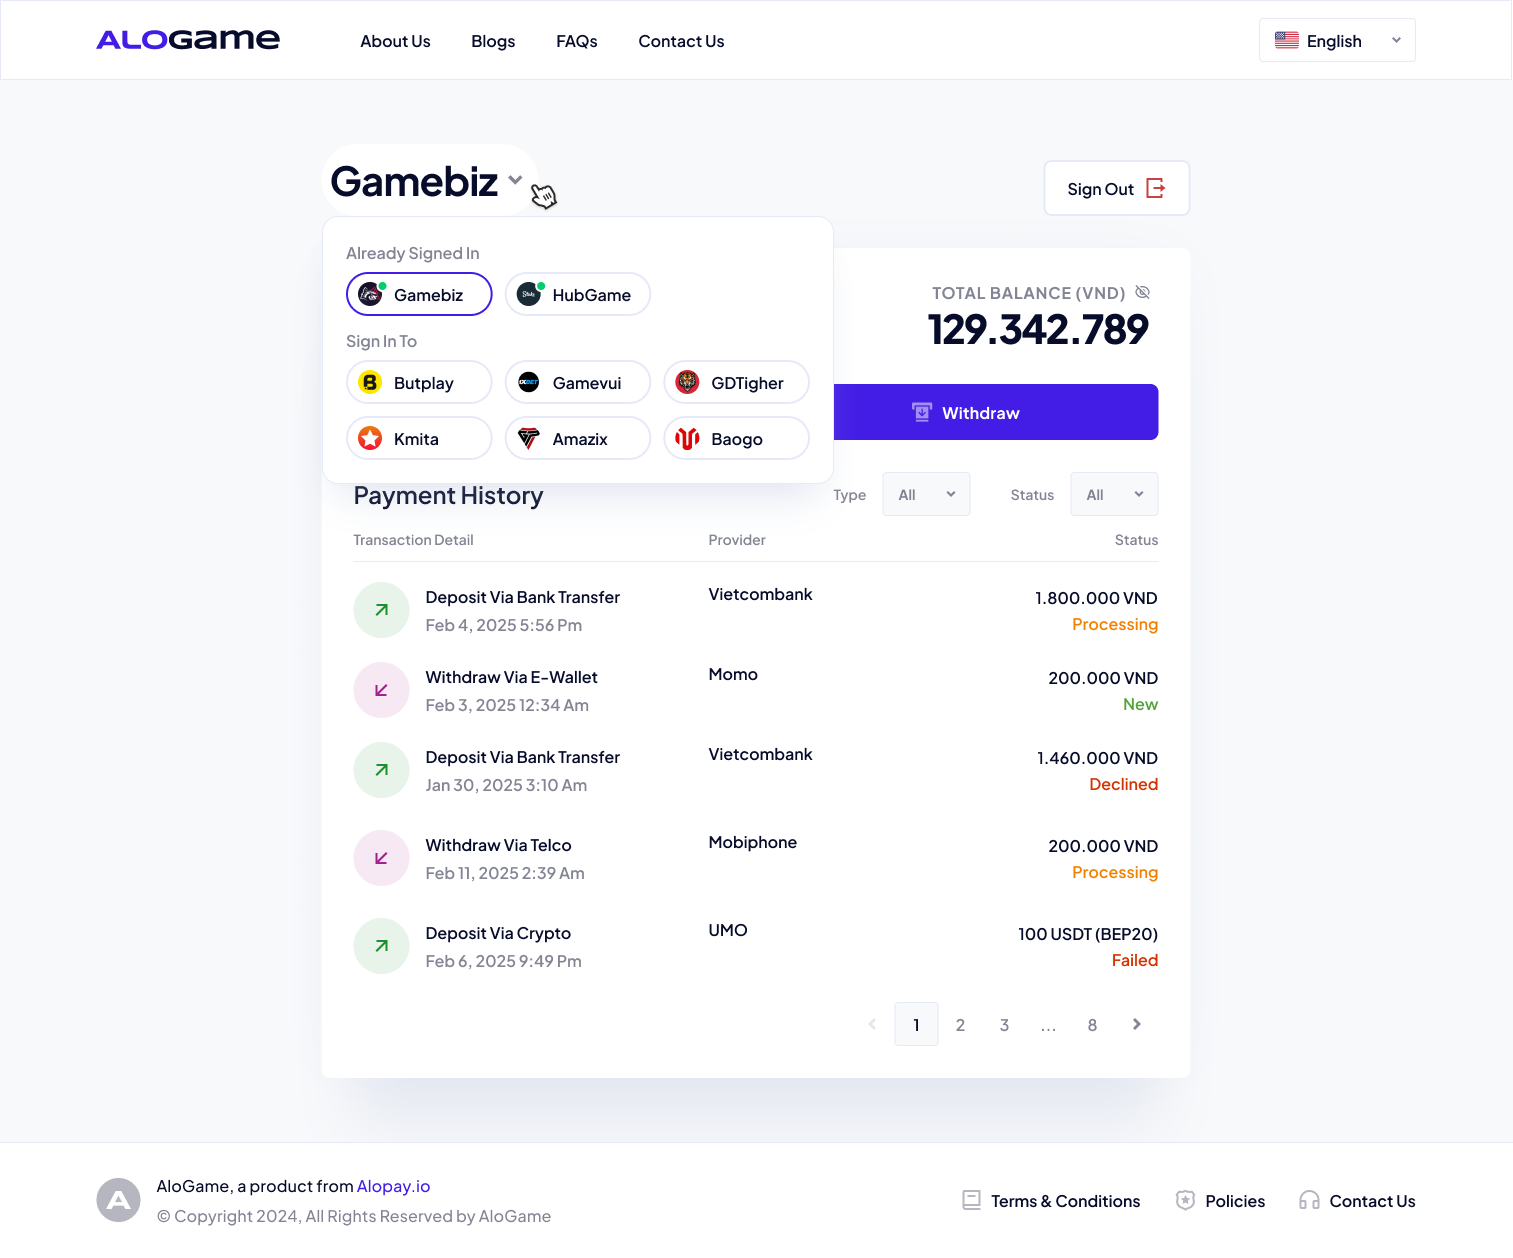 ALOGAME
About Us
Blogs
FAQs
Contact Us
English
Gamebiz
Sign Out
Already Signed In
Gamebiz
HubGame
Sign In To
Butplay
Gamevui
GDTigher
Kmita
Amazix
Baogo
TOTAL BALANCE (VND)
129.342.789
Withdraw
Payment History
Type
All
Status
All
Transaction Detail
Provider
Status
Deposit Via Bank Transfer
Vietcombank
1.800.000 VND
Feb 4, 2025 5:56 Pm
Processing
Withdraw Via E-Wallet
Momo
200.000 VND
Feb 3, 2025 12:34 Am
New
Deposit Via Bank Transfer
Vietcombank
1.460.000 VND
Jan 30, 2025 3:10 Am
Declined
Withdraw Via Telco
Mobiphone
200.000 VND
Feb 11, 2025 2:39 Am
Processing
Deposit Via Crypto
UMO
100 USDT (BEP20)
Feb 6, 2025 9:49 Pm
Failed
1 2 3 ... 8
A
AloGame, a product from Alopay.io
© Copyright 2024, All Rights Reserved by AloGame
Terms & Conditions
Policies
Contact Us